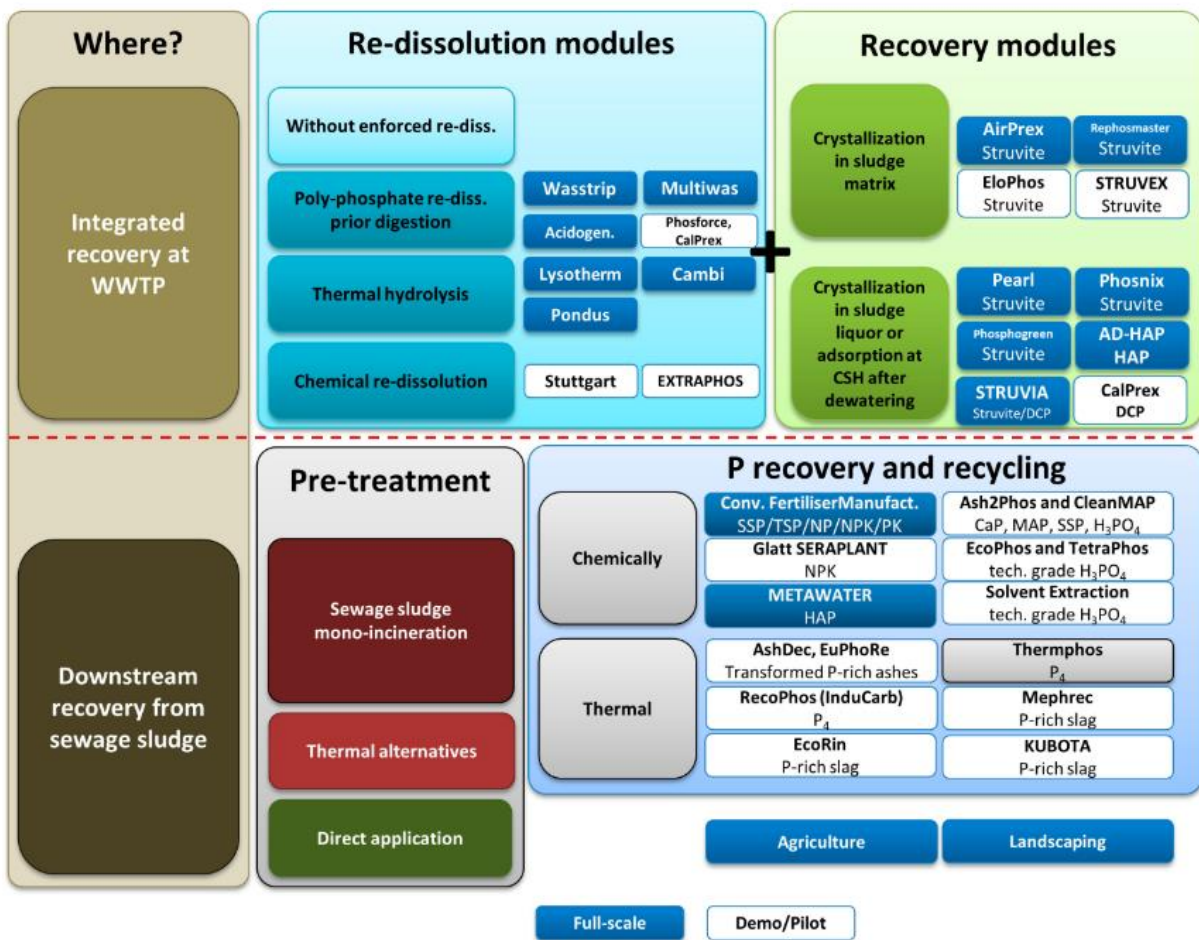 Where?
Integrated
recovery at
WWTP
Re-dissolution modules
Without enforced re-diss.
Poly-phosphate re-diss.
prior digestion
Wasstrip
Multiwas
Acidogen.
Phosforce,
CalPrex
Thermal hydrolysis
Lysotherm
Cambi
Pondus
Chemical re-dissolution
Stuttgart
EXTRAPHOS
+
Recovery modules
Crystallization
in sludge
matrix
AirPrex
Struvite
Rephosmaster
Struvite
EloPhos
Struvite
STRUVEX
Struvite
Crystallization
in sludge
liquor or
adsorption at
CSH after
dewatering
Pearl
Struvite
Phosnix
Struvite
Phosphogreen
Struvite
AD-HAP
HAP
STRUVIA
Struvite/DCP
CalPrex
DCP
Downstream
recovery from
sewage sludge
Pre-treatment
Sewage sludge
mono-incineration
Thermal alternatives
Direct application
P recovery and recycling
Chemically
Conv. FertiliserManufact.
SSP/TSP/NP/NPK/PK
Ash2Phos and CleanMAP
CaP, MAP, SSP, H₃PO₄
Glatt SERAPLANT
NPK
EcoPhos and TetraPhos
tech. grade H₃PO₄
METAWATER
HAP
Solvent Extraction
tech. grade H₃PO₄
Thermal
AshDec, EuPhoRe
Transformed P-rich ashes
Thermphos
P₄
RecoPhos (InduCarb)
P₄
Mephrec
P-rich slag
EcoRin
P-rich slag
KUBOTA
P-rich slag
Agriculture
Landscaping
Full-scale
Demo/Pilot